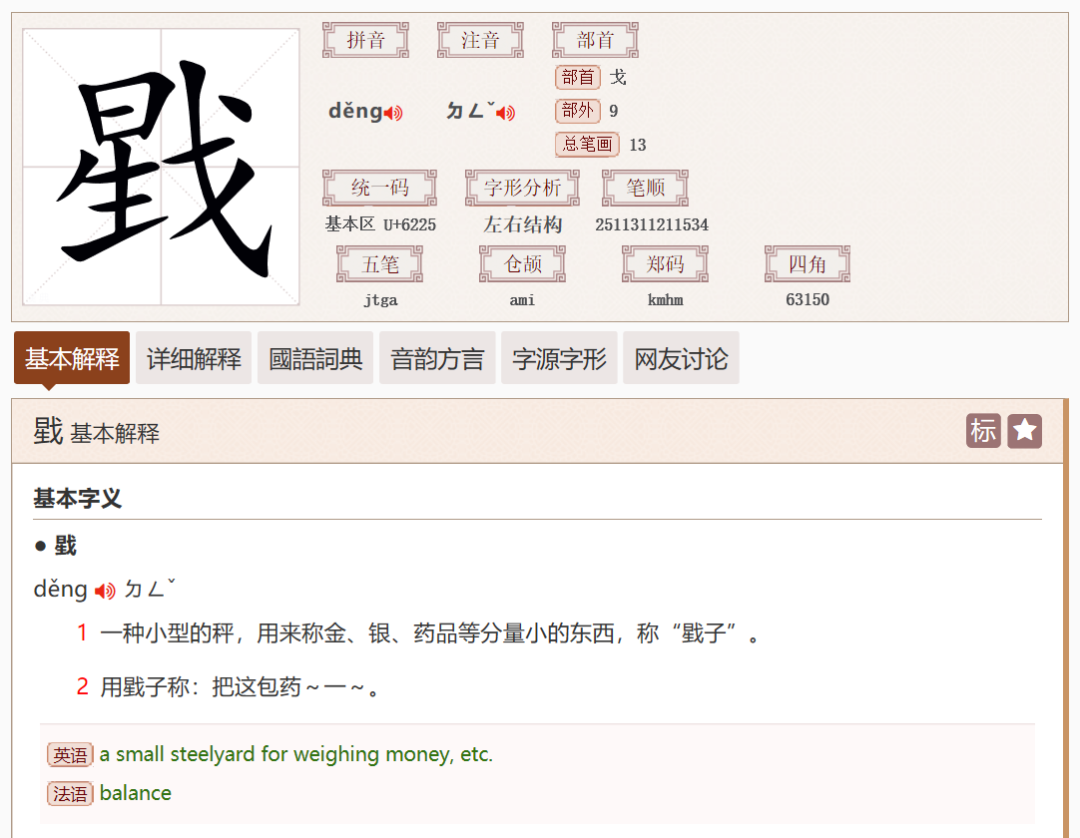 戥
拼音 注音 部首
部首 戈
děng ㄉㄥˇ 部外 9
总笔画 13
统一码 字形分析 笔顺
基本区 U+6225 左右结构 2511311211534
五笔 仓颉 郑码 四角
jtga ami kmhm 63150
基本解释 详细解释 國語詞典 音韵方言 字源字形 网友讨论
戥 基本解释 标
基本字义
● 戥
děng ㄉㄥˇ
1 一种小型的秤，用来称金、银、药品等分量小的东西，称“戥子”。
2 用戥子称：把这包药～一～。
英语 a small steelyard for weighing money, etc.
法语 balance